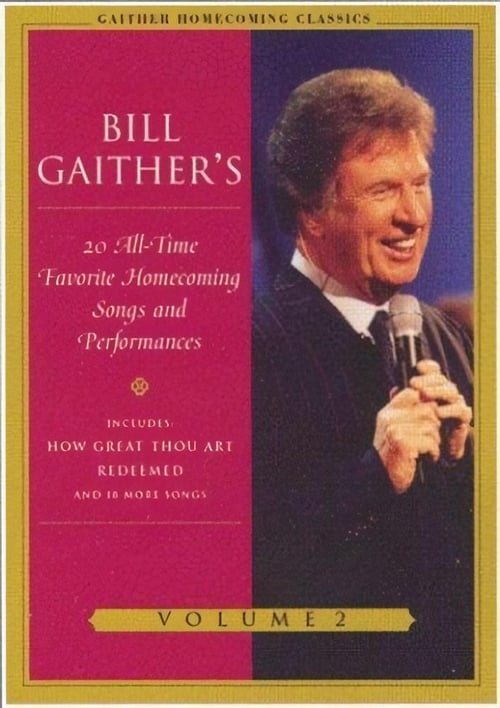 GAITHER HOMECOMING CLASSICS
BILL
GAITHER'S
20 All-Time
Favorite Homecoming
Songs and
Performances
INCLUDES:
HOW GREAT THOU ART
REDEEMED
AND 18 MORE SONGS
VOLUME 2